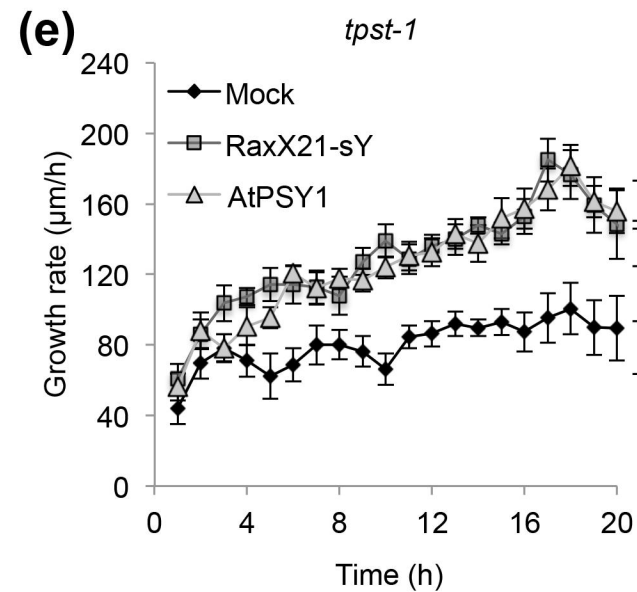 (e)
tpst-1
240
200
160
120
80
40
0
Growth rate (µm/h)
Mock
RaxX21-sY
AtPSY1
0 4 8 12 16 20
Time (h)